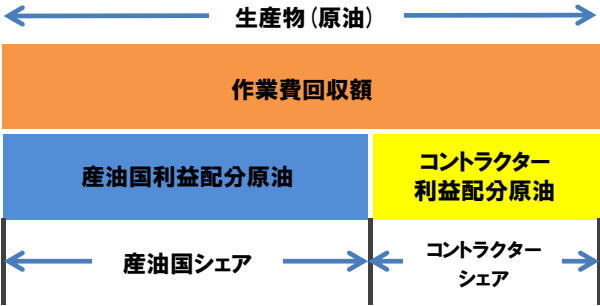 生産物(原油)
作業費回収額
産油国利益配分原油
コントラクター
利益配分原油
産油国シェア
コントラクター
シェア